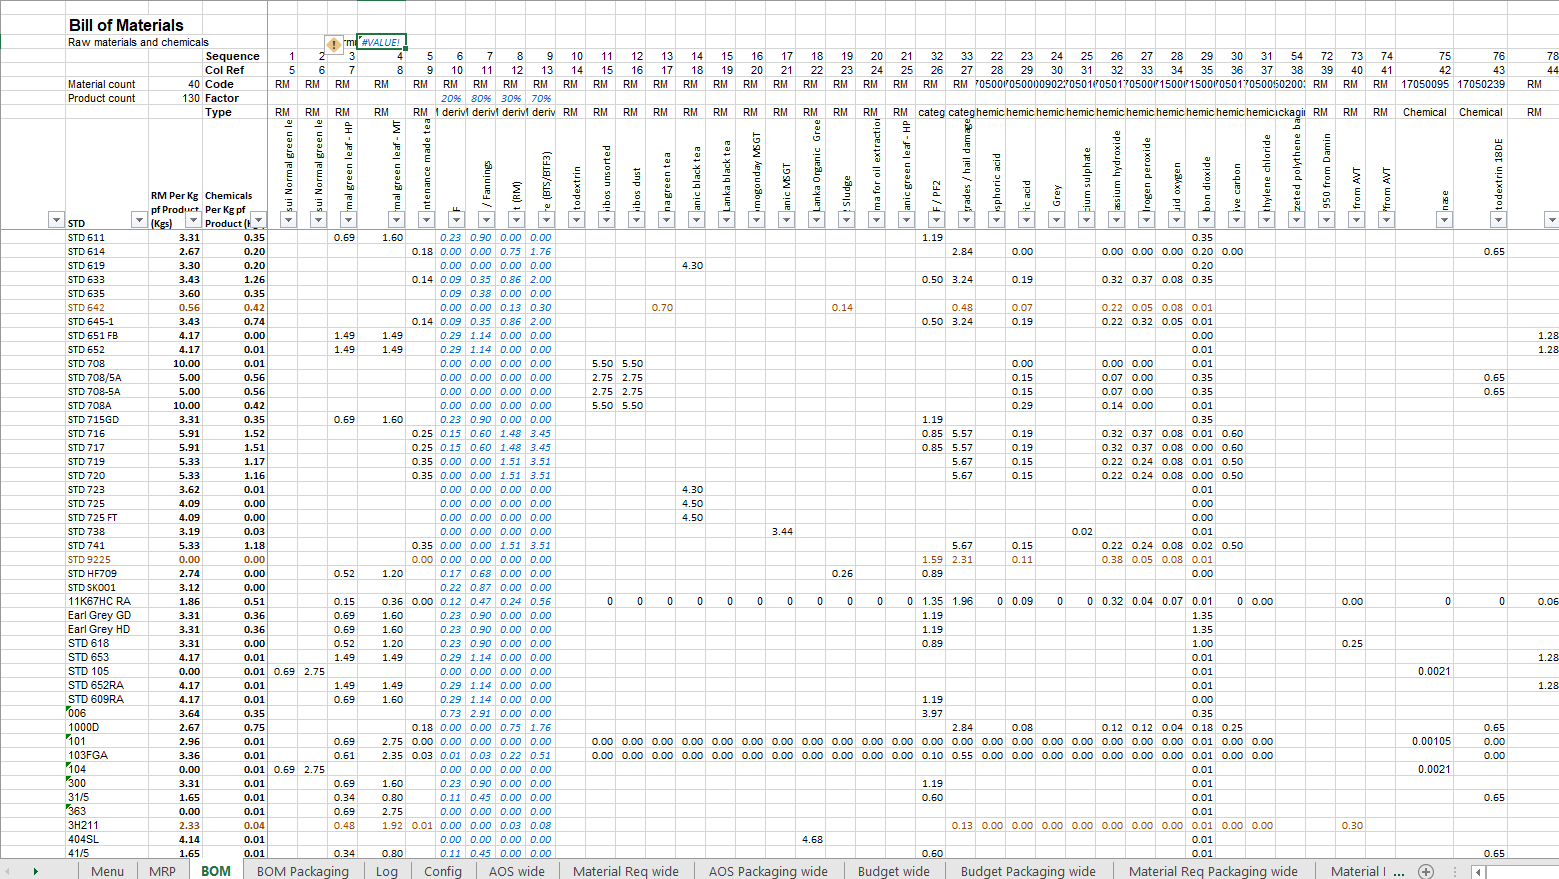 Bill of Materials
Raw materials and chemicals #VALUE!
Sequence 1 2 3 4 5 6 7 8 9 10 11 12 13 14 15 16 17 18 19 20 21 32 33 22 23 24 25 26 27 28 29 30 31 54 72 73 74 75 76 78
Col Ref 5 6 7 8 9 10 11 12 13 14 15 16 17 18 19 20 21 22 23 24 25 26 27 28 29 30 31 32 33 34 35 36 37 38 39 40 41 42 43 44
Material count 40 Code RM RM RM RM RM RM RM RM RM RM RM RM RM RM RM RM RM RM RM RM RM RM RM RM RM RM 17050095 17050239 RM
Product count 130 Factor 20% 80% 30% 70%
Type RM RM RM RM RM deriv deriv deriv deriv RM RM RM RM RM RM RM RM RM RM RM RM categ categ hemic hemic hemic hemic hemic hemic hemic hemic hemic hemic RM RM RM Chemical Chemical RM
STD
RM Per Kg pf Product (Kgs)
Chemicals Per Kg pf Product
sui Normal green le
sui Normal green le
mal green leaf - HP
mal green leaf - MT
ntenance made tea
F
/ Fannings
t (RM)
e (BTS/BTF3)
todextrin
ibos unsorted
ibos dust
na green tea
anic black tea
Lanka black tea
mogonday MSGT
anic MSGT
Lanka Organic Gree
Sludge
na for oil extraction
anic green leaf - HP
F / PF2
grades / hail damage
sphoric acid
ic acid
Grey
cium sulphate
assium hydroxide
rogen peroxide
uid oxygen
bon dioxide
ive carbon
thylene chloride
zeted polythene ba
950 from Damin
from AVT
from AVT
nase
todextrin 18DE
STD 611 3.31 0.35 0.69 1.60 0.23 0.90 0.00 0.00 1.19 0.35
STD 614 2.67 0.20 0.18 0.00 0.00 0.75 1.76 2.84 0.00 0.00 0.00 0.00 0.20 0.00 0.65
STD 619 3.30 0.20 0.00 0.00 0.00 0.00 4.30 0.20
STD 633 3.43 1.26 0.14 0.09 0.35 0.86 2.00 0.50 3.24 0.19 0.32 0.37 0.08 0.35
STD 635 3.60 0.35 0.09 0.38 0.00 0.00 0.35
STD 642 0.56 0.42 0.00 0.00 0.13 0.30 0.70 0.14 0.48 0.07 0.22 0.05 0.08 0.01
STD 645-1 3.43 0.74 0.14 0.09 0.35 0.86 2.00 0.50 3.24 0.19 0.22 0.32 0.05 0.01
STD 651 FB 4.17 0.00 1.49 1.49 0.29 1.14 0.00 0.00 0.00 1.28
STD 652 4.17 0.01 1.49 1.49 0.29 1.14 0.00 0.00 0.01 1.28
STD 708 10.00 0.01 0.00 0.00 0.00 0.00 5.50 5.50 0.00 0.00 0.00 0.01
STD 708/5A 5.00 0.56 0.00 0.00 0.00 0.00 2.75 2.75 0.15 0.07 0.00 0.35 0.65
STD 708-5A 5.00 0.56 0.00 0.00 0.00 0.00 2.75 2.75 0.15 0.07 0.00 0.35 0.65
STD 708A 10.00 0.42 0.00 0.00 0.00 0.00 5.50 5.50 0.29 0.14 0.00 0.01
STD 715GD 3.31 0.35 0.69 1.60 0.23 0.90 0.00 0.00 1.19 0.35
STD 716 5.91 1.52 0.25 0.15 0.60 1.48 3.45 0.85 5.57 0.19 0.32 0.37 0.08 0.01 0.60
STD 717 5.91 1.51 0.25 0.15 0.60 1.48 3.45 0.85 5.57 0.19 0.32 0.37 0.08 0.00 0.60
STD 719 5.33 1.17 0.35 0.00 0.00 1.51 3.51 5.67 0.15 0.22 0.24 0.08 0.01 0.50
STD 720 5.33 1.16 0.35 0.00 0.00 1.51 3.51 5.67 0.15 0.22 0.24 0.08 0.00 0.50
STD 723 3.62 0.01 0.00 0.00 0.00 0.00 4.30 0.01
STD 725 4.09 0.00 0.00 0.00 0.00 0.00 4.50 0.00
STD 725 FT 4.09 0.00 0.00 0.00 0.00 0.00 4.50 0.00
STD 738 3.19 0.03 0.00 0.00 0.00 0.00 3.44 0.02 0.01
STD 741 5.33 1.18 0.35 0.00 0.00 1.51 3.51 5.67 0.15 0.22 0.24 0.08 0.02 0.50
STD 9225 0.00 0.00 0.00 0.00 0.00 0.00 0.00 1.59 2.31 0.11 0.38 0.05 0.08 0.01
STD HF709 2.74 0.00 0.52 1.20 0.17 0.68 0.00 0.00 0.26 0.89 0.00
STD SK001 3.12 0.00 0.22 0.87 0.00 0.00
11K67HC RA 1.86 0.51 0.15 0.36 0.00 0.12 0.47 0.24 0.56 0 0 0 0 0 0 0 0 0 0 0 1.35 1.96 0 0.09 0 0 0.32 0.04 0.07 0.01 0 0.00 0.00 0 0 0.06
Earl Grey GD 3.31 0.36 0.69 1.60 0.23 0.90 0.00 0.00 1.19 1.35
Earl Grey HD 3.31 0.36 0.69 1.60 0.23 0.90 0.00 0.00 1.19 1.35
STD 618 3.31 0.00 0.52 1.20 0.23 0.90 0.00 0.00 0.89 1.00 0.25
STD 653 4.17 0.01 1.49 1.49 0.29 1.14 0.00 0.00 0.01 1.28
STD 105 0.00 0.01 0.69 2.75 0.00 0.00 0.00 0.00 0.01 0.0021
STD 652RA 4.17 0.01 1.49 1.49 0.29 1.14 0.00 0.00 0.01 1.28
STD 609RA 4.17 0.01 0.69 1.60 0.29 1.14 0.00 0.00 1.19 0.01
006 3.64 0.35 0.73 2.91 0.00 0.00 3.97 0.35
1000D 2.67 0.75 0.18 0.00 0.00 0.75 1.76 2.84 0.08 0.12 0.12 0.04 0.18 0.25 0.65
101 2.96 0.01 0.69 2.75 0.00 0.00 0.00 0.00 0.00 0.00 0.00 0.00 0.00 0.00 0.00 0.00 0.00 0.00 0.00 0.00 0.00 0.00 0.00 0.00 0.00 0.00 0.00 0.00 0.00 0.01 0.00 0.00 0.00105 0.00
103FGA 3.36 0.01 0.61 2.35 0.03 0.01 0.03 0.22 0.51 0.00 0.00 0.00 0.00 0.00 0.00 0.00 0.00 0.00 0.00 0.00 0.10 0.55 0.00 0.00 0.00 0.00 0.00 0.00 0.00 0.01 0.00 0.00 0.00
104 0.00 0.01 0.69 2.75 0.00 0.00 0.00 0.00 0.01 0.0021
300 3.31 0.01 0.69 1.60 0.23 0.90 0.00 0.00 1.19 0.01
31/5 1.65 0.01 0.34 0.80 0.11 0.45 0.00 0.00 0.60 0.01 0.65
363 0.00 0.01 0.69 2.75 0.00 0.00 0.00 0.00 0.01
3H211 2.33 0.04 0.48 1.92 0.01 0.00 0.00 0.03 0.08 0.13 0.00 0.00 0.00 0.00 0.00 0.00 0.00 0.01 0.00 0.00 0.30
404SL 4.14 0.01 0.00 0.00 0.00 0.00 4.68 0.01
41/5 1.65 0.01 0.34 0.80 0.11 0.45 0.00 0.00 0.60 0.01 0.65
Menu MRP BOM BOM Packaging Log Config AOS wide Material Req wide AOS Packaging wide Budget wide Budget Packaging wide Material Req Packaging wide Material I ...